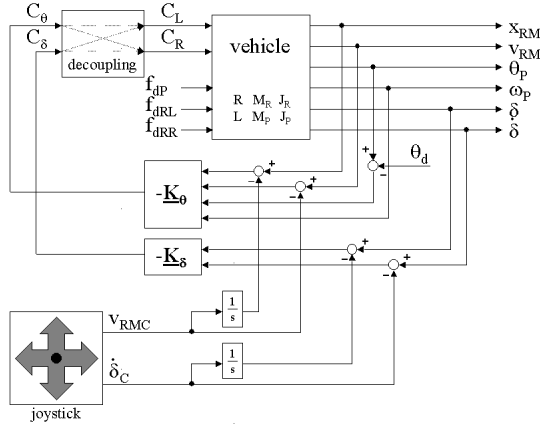 C_θ C_L x_RM
C_δ C_R v_RM
decoupling vehicle θ_P
f_dP ω_P
f_dRL R M_R J_R δ
f_dRR L M_P J_P δ̇
+ + + − θ_d
− −
-K_θ
-K_δ + +
− −
v_RMC 1/s
δ̇_C 1/s
joystick